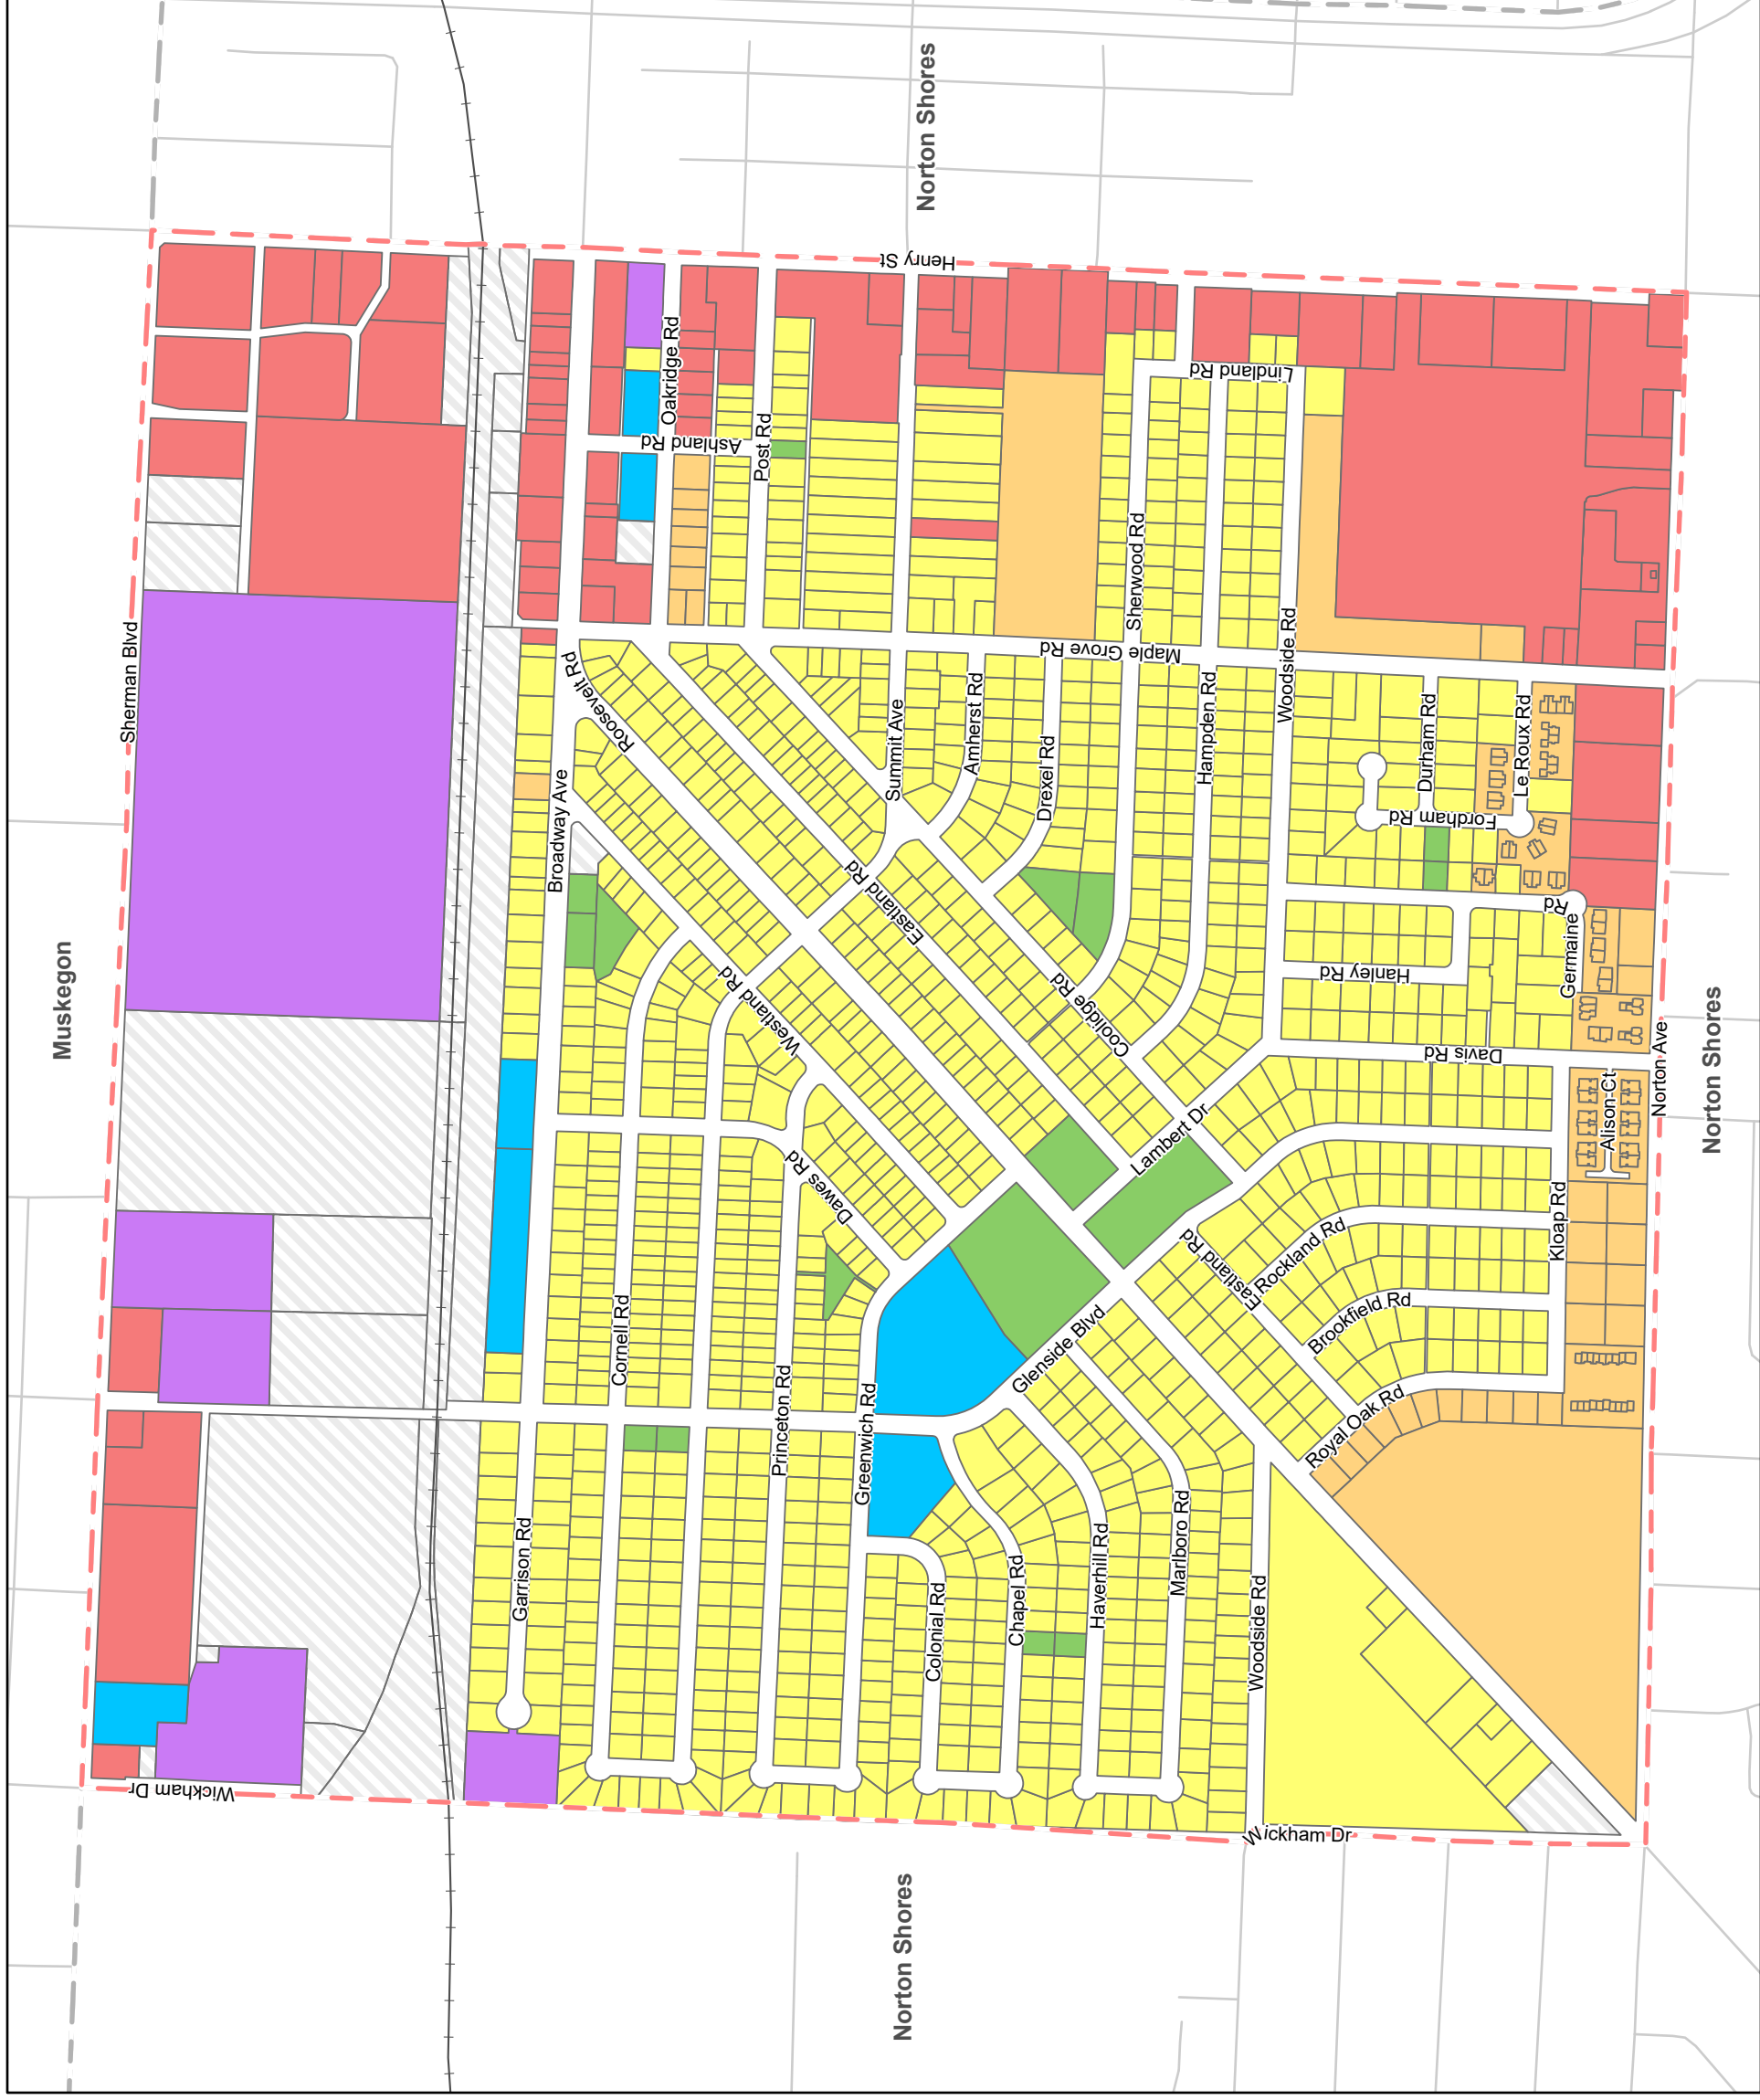 Norton Shores
Henry St
Sherman Blvd
Oakridge Rd
Ashland Rd
Post Rd
Lindland Rd
Sherwood Rd
Maple Grove Rd
Woodside Rd
Roosevelt Rd
Broadway Ave
Summit Ave
Amherst Rd
Drexel Rd
Hampden Rd
Durham Rd
Le Roux Rd
Fordham Rd
Eastland Rd
Westland Rd
Coolidge Rd
Hanley Rd
Germaine
Rd
Davis Rd
Muskegon
Norton Shores
Norton Ave
Alison Ct
Lambert Dr
Dawes Rd
Kloap Rd
Eastland Rd
Rockland Rd
Brookfield Rd
Royal Oak Rd
Glenside Blvd
Cornell Rd
Princeton Rd
Greenwich Rd
Garrison Rd
Colonial Rd
Chapel Rd
Haverhill Rd
Marlboro Rd
Woodside Rd
Wickham Dr
Wickham Dr
Norton Shores